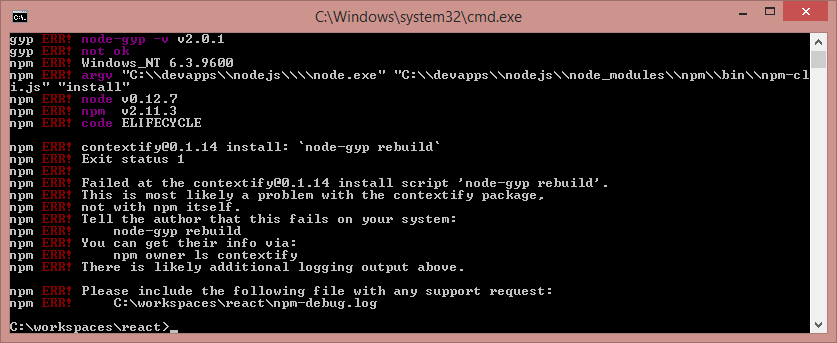 C:\Windows\system32\cmd.exe
gyp ERR! node-gyp -v v2.0.1
gyp ERR! not ok
npm ERR! Windows_NT 6.3.9600
npm ERR! argv "C:\\devapps\\nodejs\\\\node.exe" "C:\\devapps\\nodejs\\node_modules\\npm\\bin\\npm-cl
i.js" "install"
npm ERR! node v0.12.7
npm ERR! npm  v2.11.3
npm ERR! code ELIFECYCLE
npm ERR! contextify@0.1.14 install: `node-gyp rebuild`
npm ERR! Exit status 1
npm ERR!
npm ERR! Failed at the contextify@0.1.14 install script 'node-gyp rebuild'.
npm ERR! This is most likely a problem with the contextify package,
npm ERR! not with npm itself.
npm ERR! Tell the author that this fails on your system:
npm ERR!     node-gyp rebuild
npm ERR! You can get their info via:
npm ERR!     npm owner ls contextify
npm ERR! There is likely additional logging output above.
npm ERR! Please include the following file with any support request:
npm ERR!     C:\workspaces\react\npm-debug.log
C:\workspaces\react>_